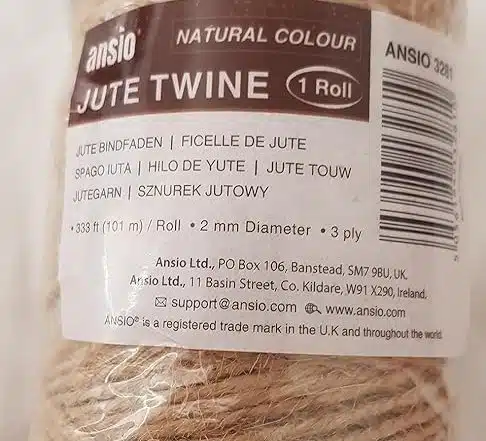 ansio® NATURAL COLOUR
JUTE TWINE 1 Roll
ANSIO 3281
JUTE BINDFADEN | FICELLE DE JUTE
SPAGO IUTA | HILO DE YUTE | JUTE TOUW
JUTEGARN | SZNUREK JUTOWY
• 333 ft (101 m) / Roll • 2 mm Diameter • 3 ply
Ansio Ltd., PO Box 106, Banstead, SM7 9BU, UK.
Ansio Ltd., 11 Basin Street, Co. Kildare, W91 X290, Ireland.
support@ansio.com www.ansio.com
ANSIO® is a registered trade mark in the U.K and throughout the world